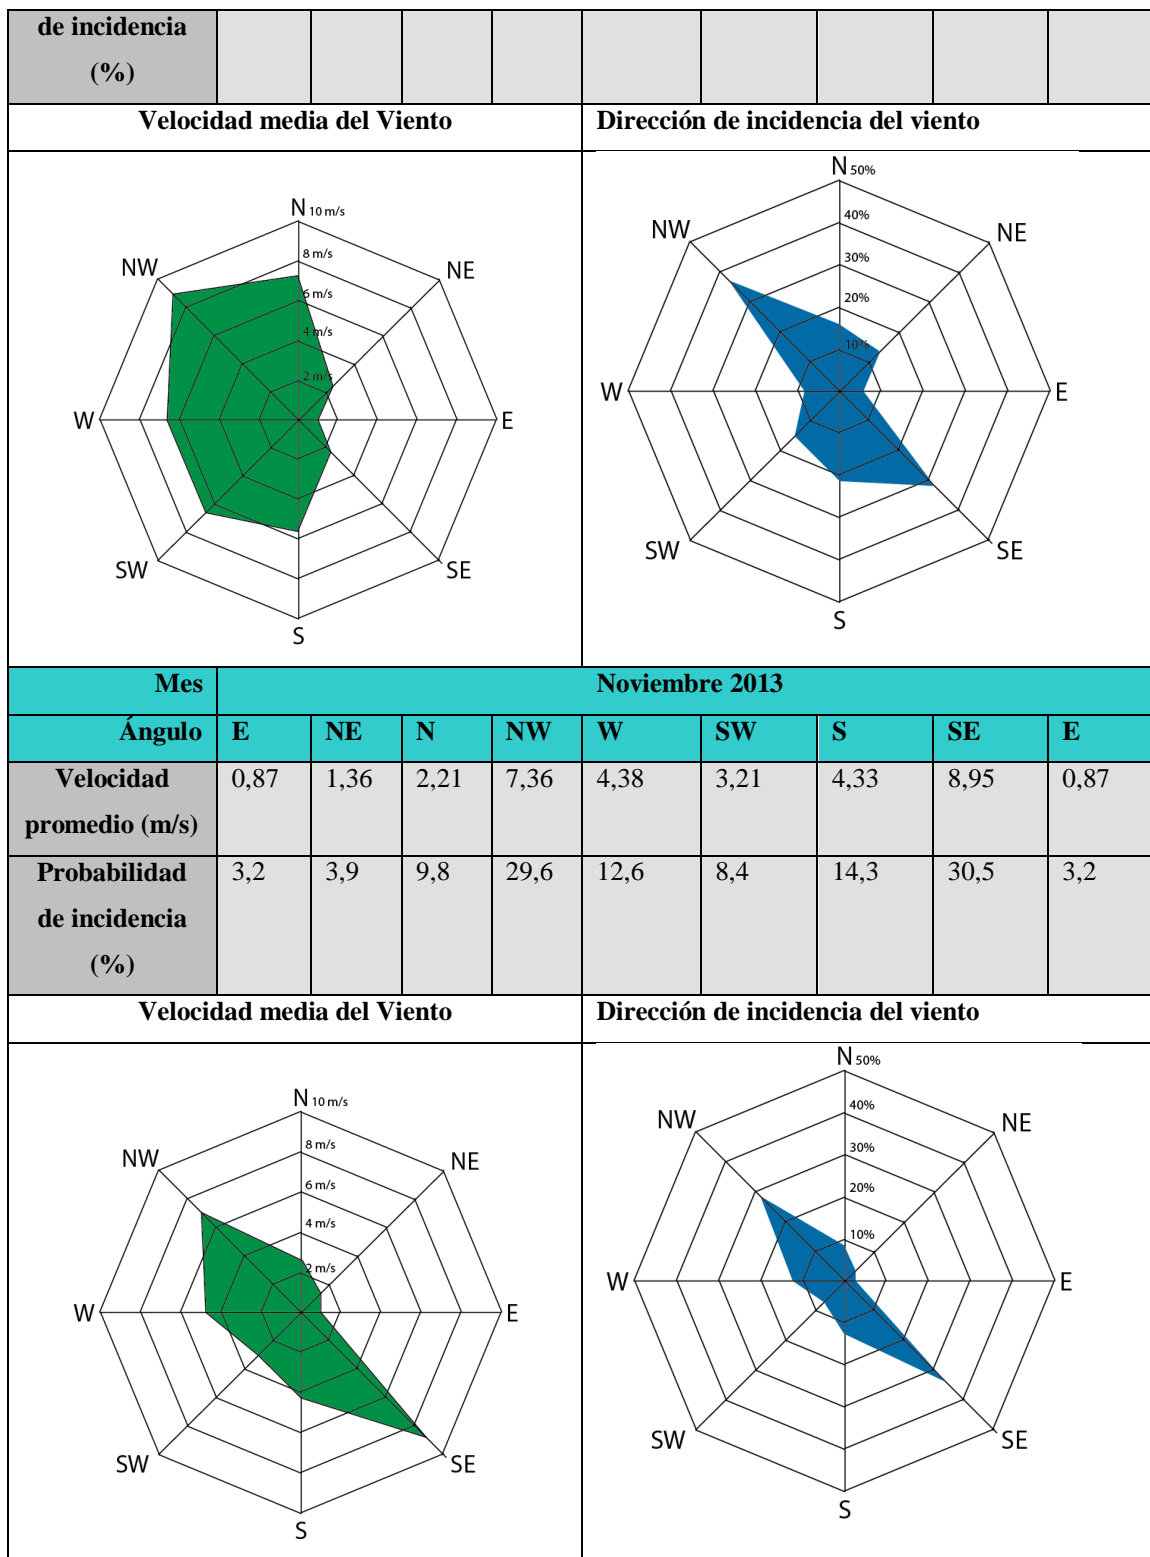 de incidencia
(%)
Velocidad media del Viento
Dirección de incidencia del viento
N 10 m/s
8 m/s
6 m/s
4 m/s
2 m/s
NW
NE
W
E
SW
SE
S
N 50%
40%
30%
20%
10%
NW
NE
W
E
SW
SE
S
Mes Noviembre 2013
Ángulo E NE N NW W SW S SE E
Velocidad 0,87 1,36 2,21 7,36 4,38 3,21 4,33 8,95 0,87
promedio (m/s)
Probabilidad 3,2 3,9 9,8 29,6 12,6 8,4 14,3 30,5 3,2
de incidencia
(%)
Velocidad media del Viento
Dirección de incidencia del viento
N 10 m/s
8 m/s
6 m/s
4 m/s
2 m/s
NW
NE
W
E
SW
SE
S
N 50%
40%
30%
20%
10%
NW
NE
W
E
SW
SE
S